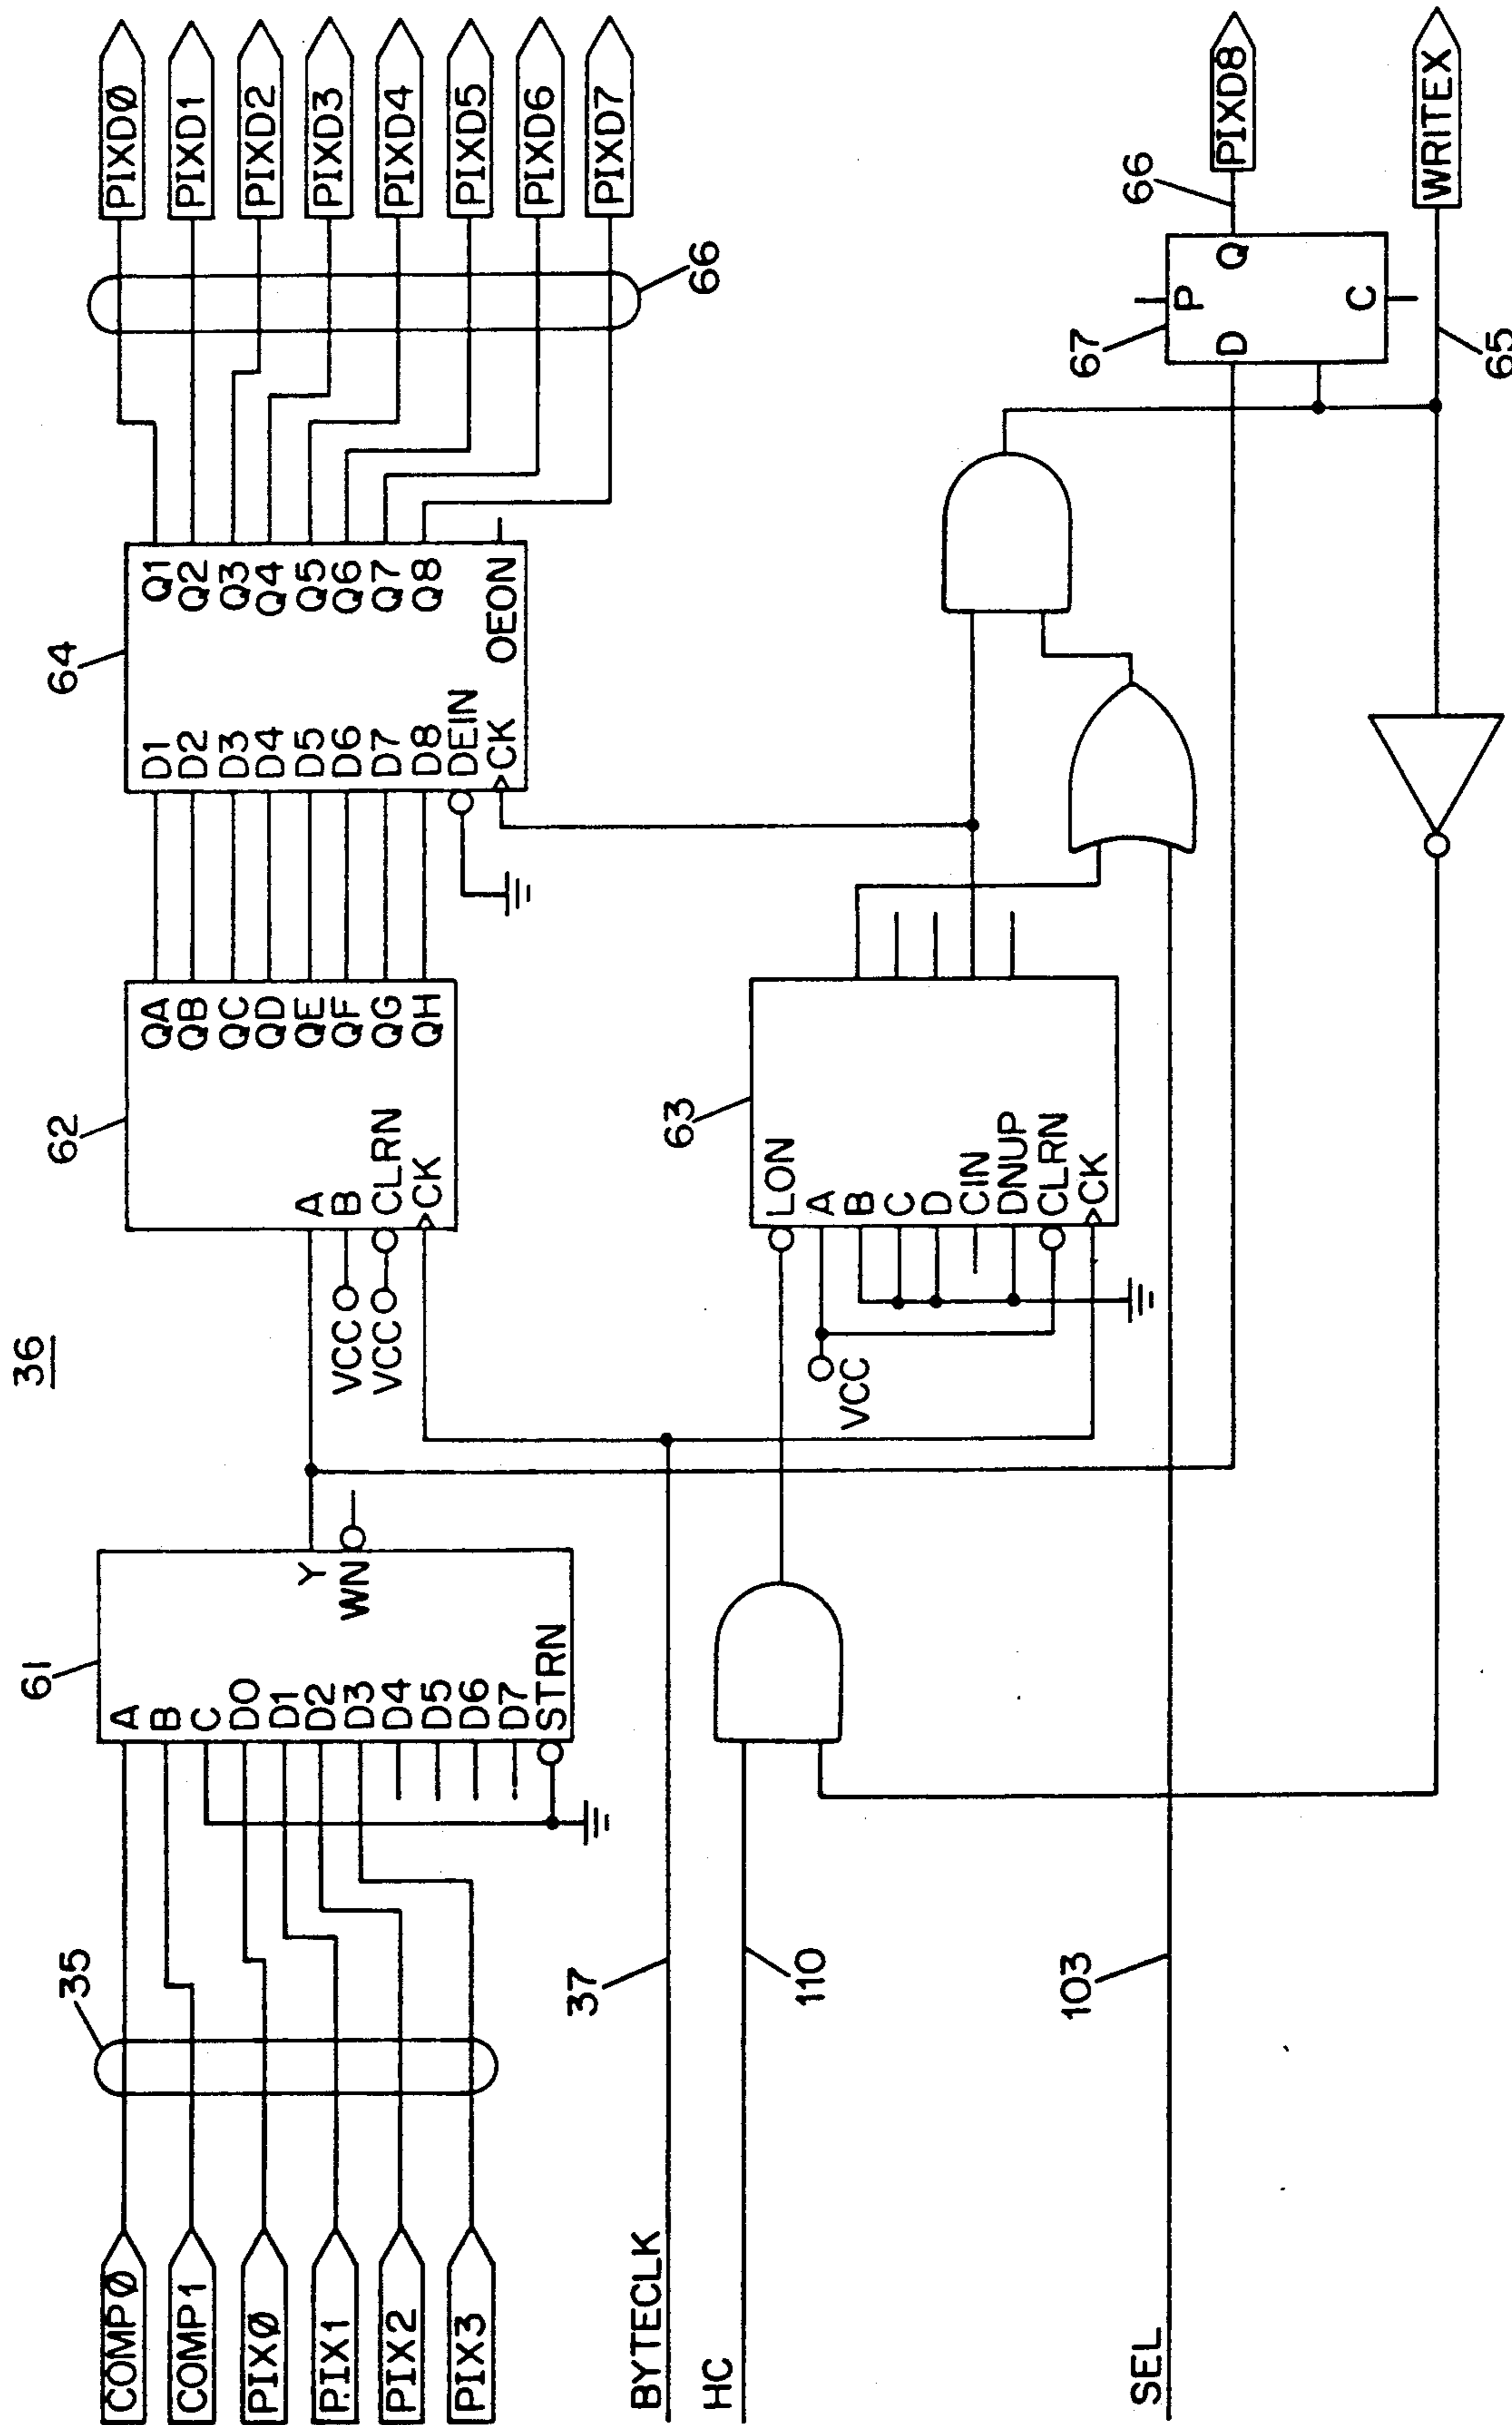 36
COMPØ
COMP1
PIXØ
PIX1
PIX2
PIX3
35
61
A
B
C
D0
D1
D2
D3
D4
D5
D6
D7
STRN
Y
WN
62
A
B
CLRN
CK
VCC
VCC
QA
QB
QC
QD
QE
QF
QG
QH
64
D1
D2
D3
D4
D5
D6
D7
D8
DEIN
CK
Q1
Q2
Q3
Q4
Q5
Q6
Q7
Q8
OEON
66
PIXDØ
PIXD1
PIXD2
PIXD3
PIXD4
PIXD5
PIXD6
PIXD7
BYTECLK
37
HC
110
SEL
103
63
LON
A
B
C
D
CIN
DNUP
CLRN
CK
VCC
67
P
D
Q
C
66
PIXD8
WRITEX
65